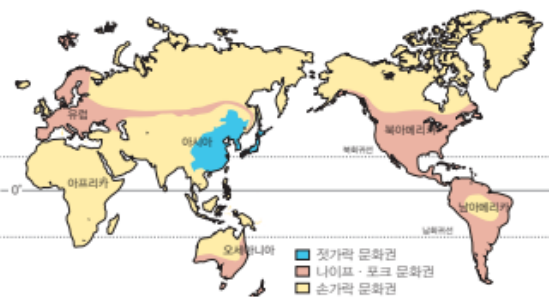 유럽
아시아
북아메리카
북회귀선
0°
아프리카
남아메리카
남회귀선
오세아니아
젓가락 문화권
나이프·포크 문화권
손가락 문화권